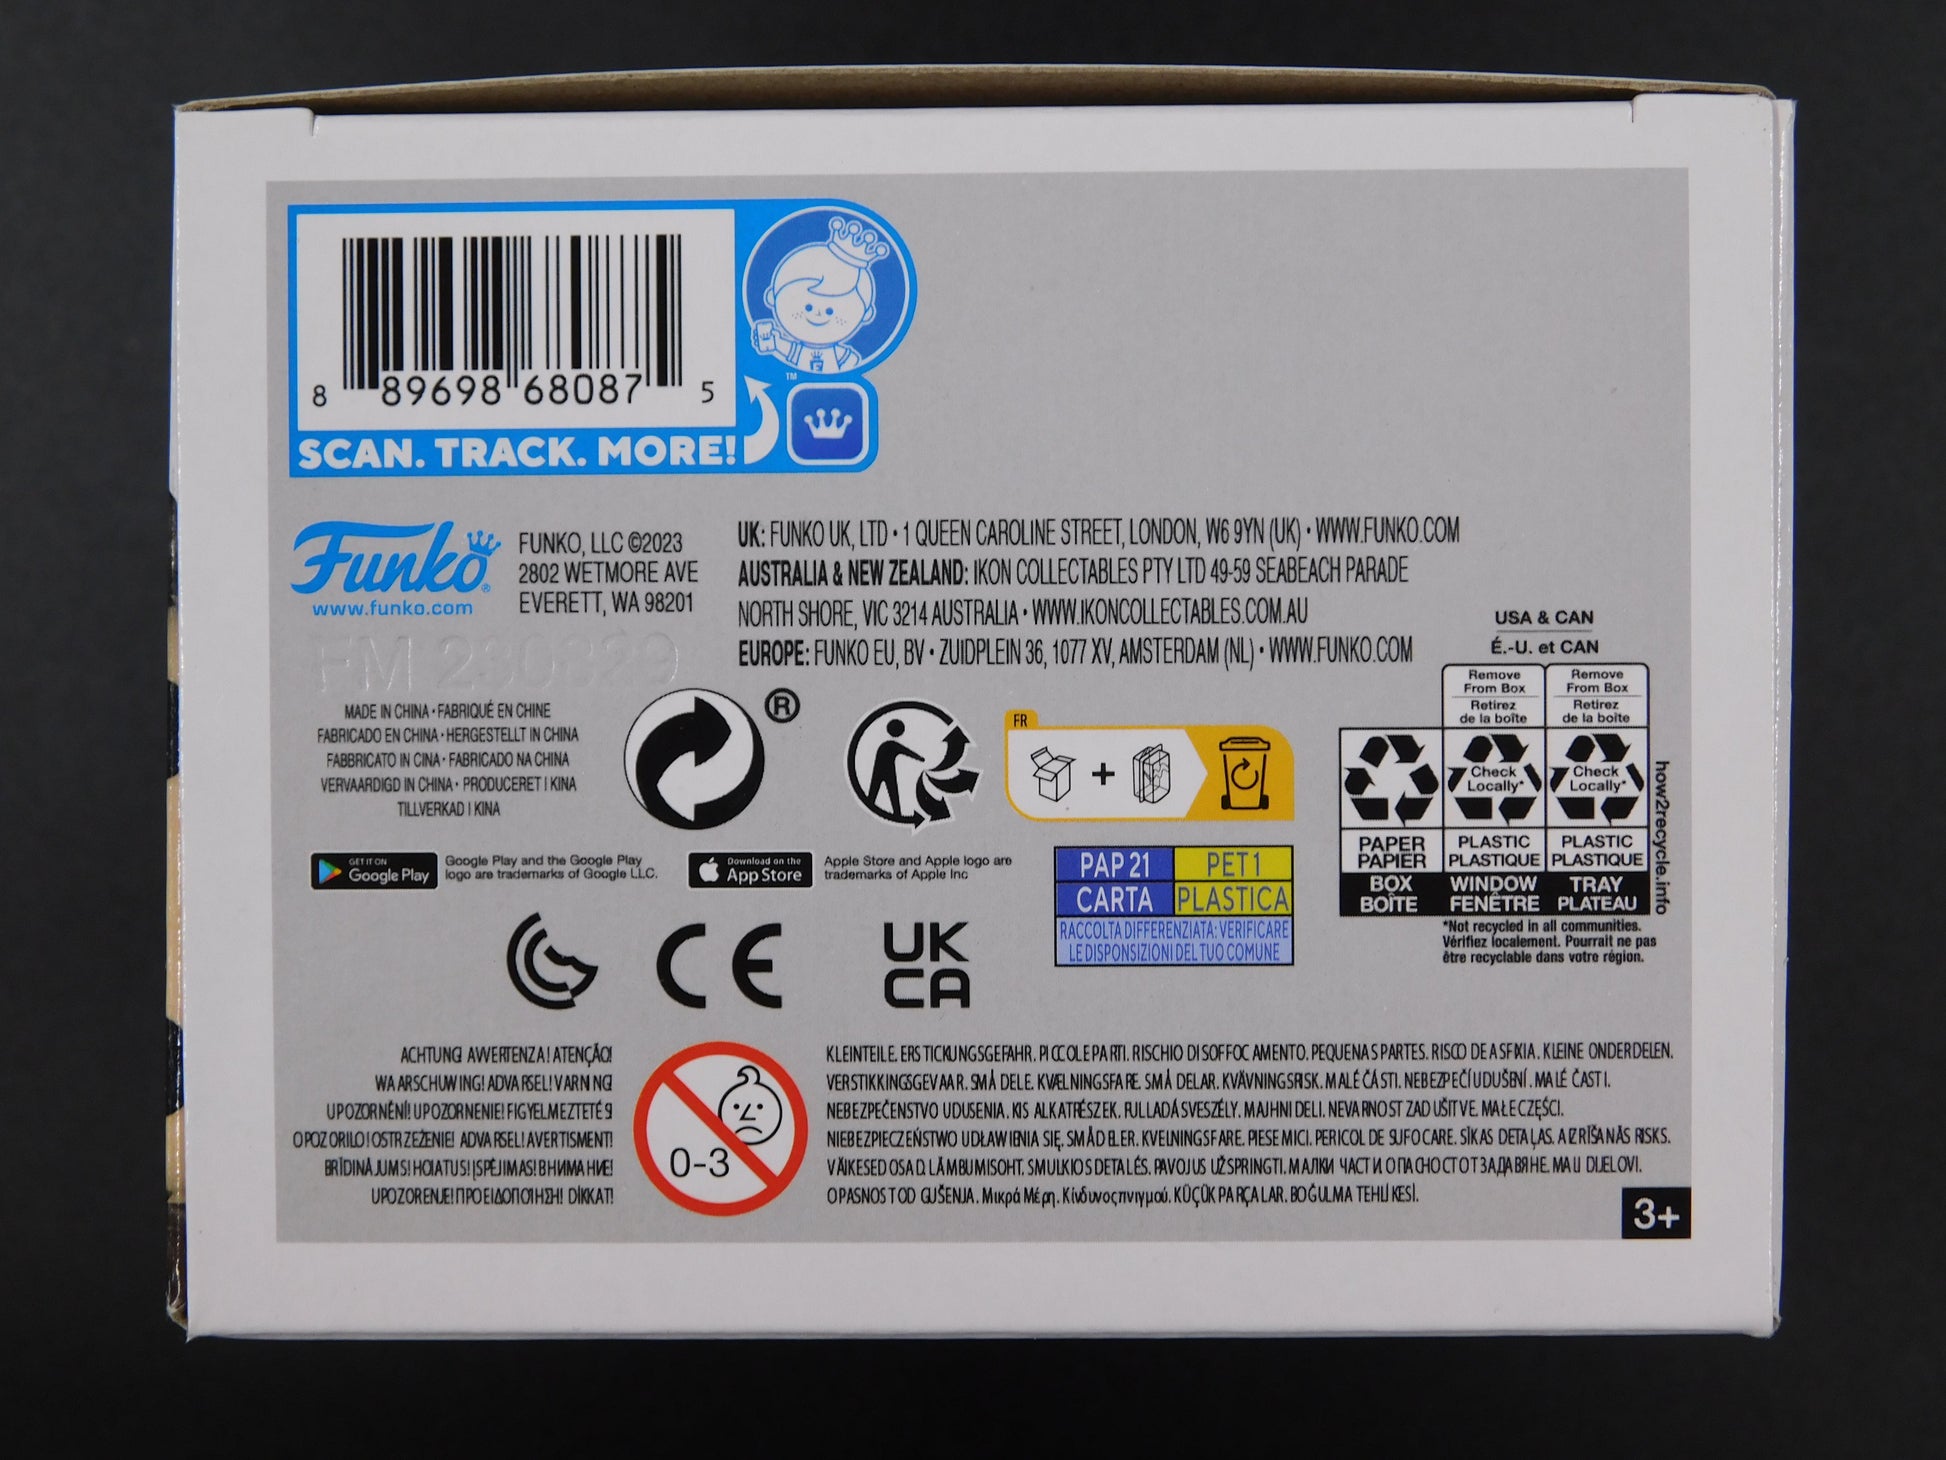 8 89698 68087 5
SCAN. TRACK. MORE!
TM
Funko®
www.funko.com
FUNKO, LLC ©2023
2802 WETMORE AVE
EVERETT, WA 98201
UK: FUNKO UK, LTD • 1 QUEEN CAROLINE STREET, LONDON, W6 9YN (UK) • WWW.FUNKO.COM
AUSTRALIA & NEW ZEALAND: IKON COLLECTABLES PTY LTD 49-59 SEABEACH PARADE
NORTH SHORE, VIC 3214 AUSTRALIA • WWW.IKONCOLLECTABLES.COM.AU
EUROPE: FUNKO EU, BV • ZUIDPLEIN 36, 1077 XV, AMSTERDAM (NL) • WWW.FUNKO.COM
MADE IN CHINA • FABRIQUÉ EN CHINE
FABRICADO EN CHINA • HERGESTELLT IN CHINA
FABBRICATO IN CINA • FABRICADO NA CHINA
VERVAARDIGD IN CHINA • PRODUCERET I KINA
TILLVERKAD I KINA
®
FR
+
USA & CAN
É.-U. et CAN
Remove
From Box
Retirez
de la boîte
Remove
From Box
Retirez
de la boîte
Check
Locally*
Check
Locally*
PAPER
PAPIER
PLASTIC
PLASTIQUE
PLASTIC
PLASTIQUE
BOX
BOÎTE
WINDOW
FENÊTRE
TRAY
PLATEAU
how2recycle.info
*Not recycled in all communities.
Vérifiez localement. Pourrait ne pas
être recyclable dans votre région.
GET IT ON
Google Play
Google Play and the Google Play
logo are trademarks of Google LLC.
Download on the
App Store
Apple Store and Apple logo are
trademarks of Apple Inc
PAP 21
PET 1
CARTA
PLASTICA
RACCOLTA DIFFERENZIATA: VERIFICARE
LE DISPONSIZIONI DEL TUO COMUNE
CE
UK
CA
ACHTUNG! AVVERTENZA! ATENÇÃO!
WAARSCHUWING! ADVARSEL! VARNING
UPOZORNĚNÍ! UPOZORNENIE! FIGYELMEZTETÉS!
OPOZORILO! OSTRZEŻENIE! ADVARSEL! AVERTISMENT!
BRĪDINĀJUMS! HOIATUS! ĮSPĖJIMAS! ВНИМАНИЕ!
UPOZORENJE! ΠΡΟΕΙΔΟΠΟΙΗΣΗ! DİKKAT!
0-3
KLEINTEILE. ERSTICKUNGSGEFAHR. PICCOLE PARTI. RISCHIO DI SOFFOCAMENTO. PEQUENAS PARTES. RISCO DE ASFIXIA. KLEINE ONDERDELEN.
VERSTIKKINGSGEVAAR. SMÅ DELE. KVÆLNINGSFARE. SMÅ DELAR. KVÄVNINGSRISK. MALÉ ČÁSTI. NEBEZPEČÍ UDUŠENÍ. MALÉ ČASTI.
NEBEZPEČENSTVO UDUSENIA. KIS ALKATRÉSZEK. FULLADÁSVESZÉLY. MAJHNI DELI. NEVARNOST ZADUŠITVE. MAŁE CZĘŚCI.
NIEBEZPIECZEŃSTWO UDŁAWIENIA SIĘ. SMÅ DELER. KVELNINGSFARE. PIESE MICI. PERICOL DE SUFOCARE. SĪKAS DETAĻAS. AIZRĪŠANĀS RISKS.
VÄIKESED OSAD. LÄMBUMISOHT. SMULKIOS DETALĖS. PAVOJUS UŽSPRINGTI. МАЛКИ ЧАСТИ. ОПАСНОСТ ОТ ЗАДАВЯНЕ. MALI DIJELOVI.
OPASNOST OD GUŠENJA. Μικρά Μέρη. Κίνδυνος πνιγμού. KÜÇÜK PARÇALAR. BOĞULMA TEHLİKESİ.
3+